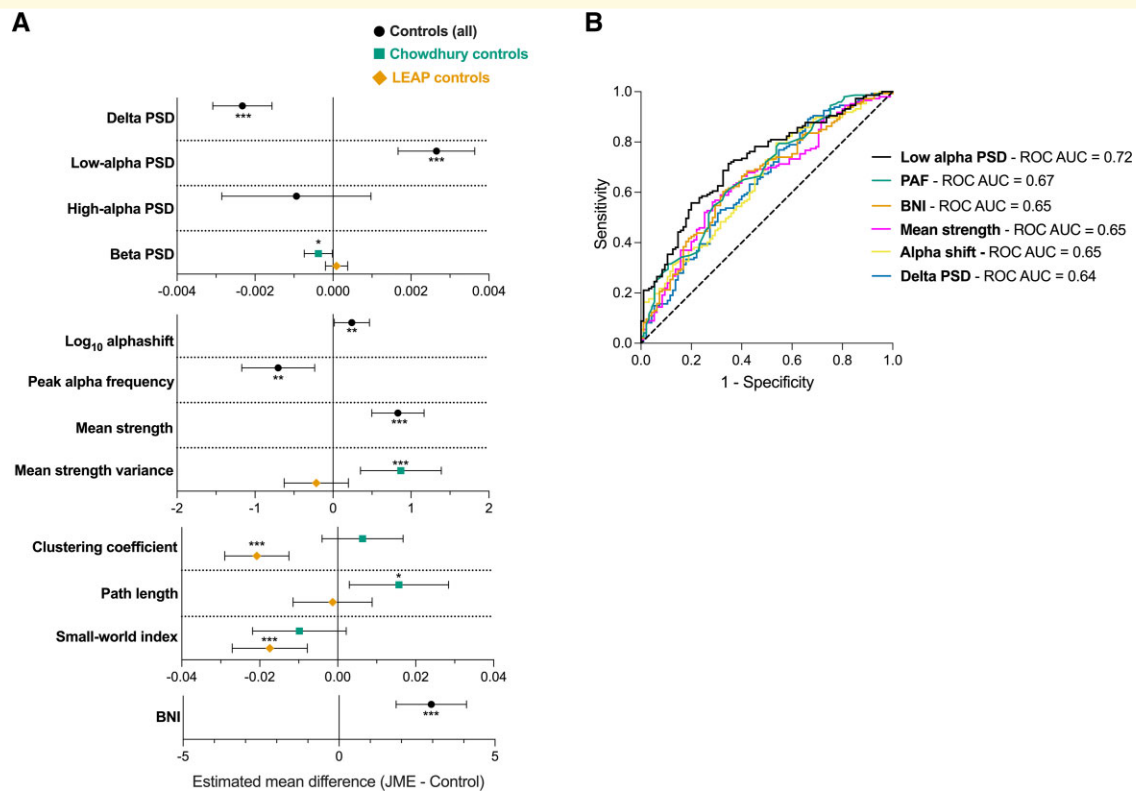 A
Controls (all)
Chowdhury controls
LEAP controls
Delta PSD
***
Low-alpha PSD
***
High-alpha PSD
Beta PSD
*
-0.004 -0.002 0.000 0.002 0.004
Log10 alphashift
**
Peak alpha frequency
**
Mean strength
***
Mean strength variance
***
-2 -1 0 1 2
Clustering coefficient
***
Path length
*
Small-world index
***
-0.04 -0.02 0.00 0.02 0.04
BNI
***
-5 0 5
Estimated mean difference (JME - Control)
B
1.0
0.8
0.6
0.4
0.2
0.0
Sensitivity
0.0 0.2 0.4 0.6 0.8 1.0
1 - Specificity
Low alpha PSD - ROC AUC = 0.72
PAF - ROC AUC = 0.67
BNI - ROC AUC = 0.65
Mean strength - ROC AUC = 0.65
Alpha shift - ROC AUC = 0.65
Delta PSD - ROC AUC = 0.64